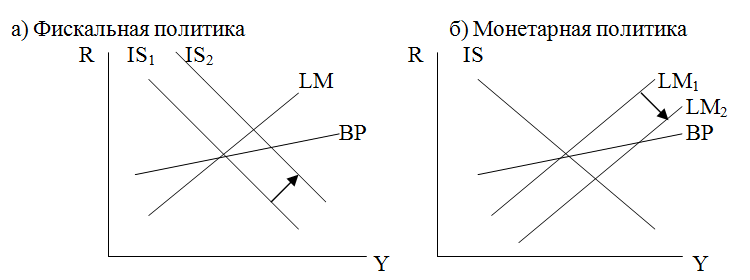 а) Фискальная политика
б) Монетарная политика
R
IS₁
IS₂
LM
BP
Y
R
IS
LM₁
LM₂
BP
Y